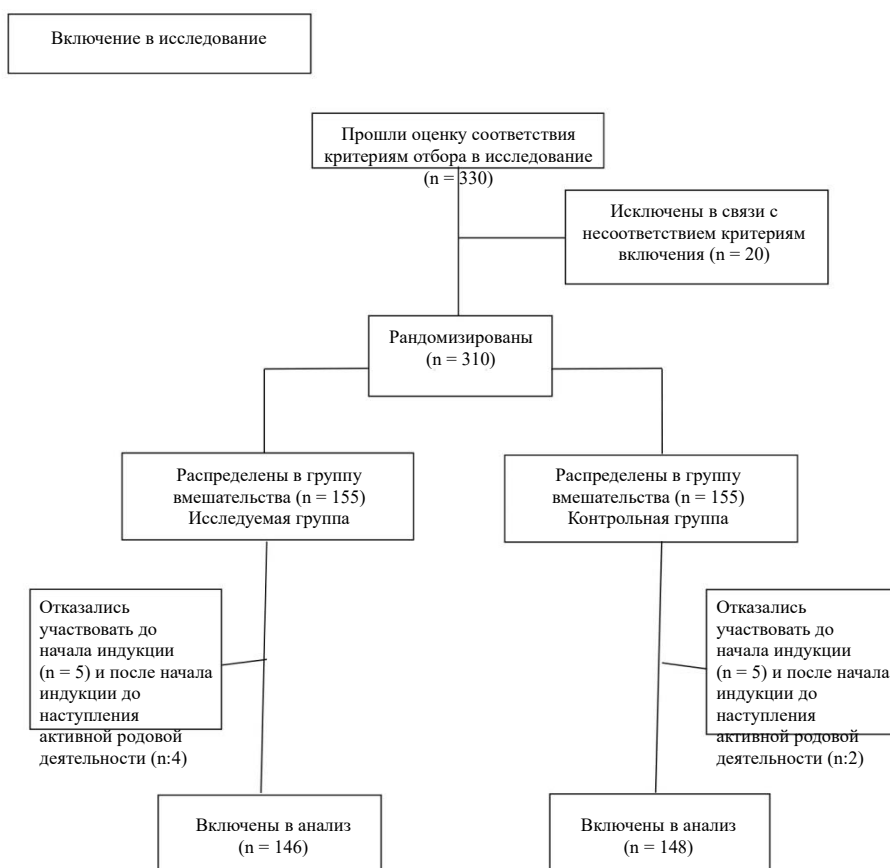 Включение в исследование
Прошли оценку соответствия
критериям отбора в исследование
(n = 330)
Исключены в связи с
несоответствием критериям
включения (n = 20)
Рандомизированы
(n = 310)
Распределены в группу
вмешательства (n = 155)
Исследуемая группа
Распределены в группу
вмешательства (n = 155)
Контрольная группа
Отказались
участвовать до
начала индукции
(n = 5) и после начала
индукции до
наступления
активной родовой
деятельности (n:4)
Отказались
участвовать до
начала индукции
(n = 5) и после начала
индукции до
наступления
активной родовой
деятельности (n:2)
Включены в анализ
(n = 146)
Включены в анализ
(n = 148)